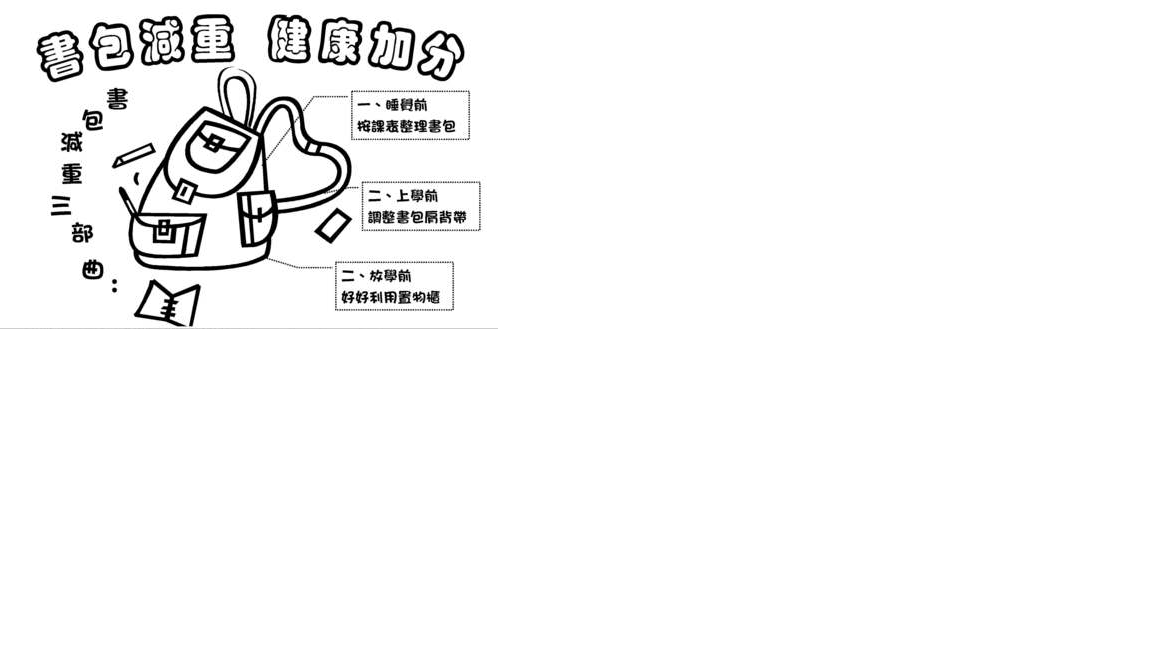 書包減重 健康加分
書包減重三部曲：
一、睡覺前
按課表整理書包
二、上學前
調整書包肩背帶
二、放學前
好好利用置物櫃